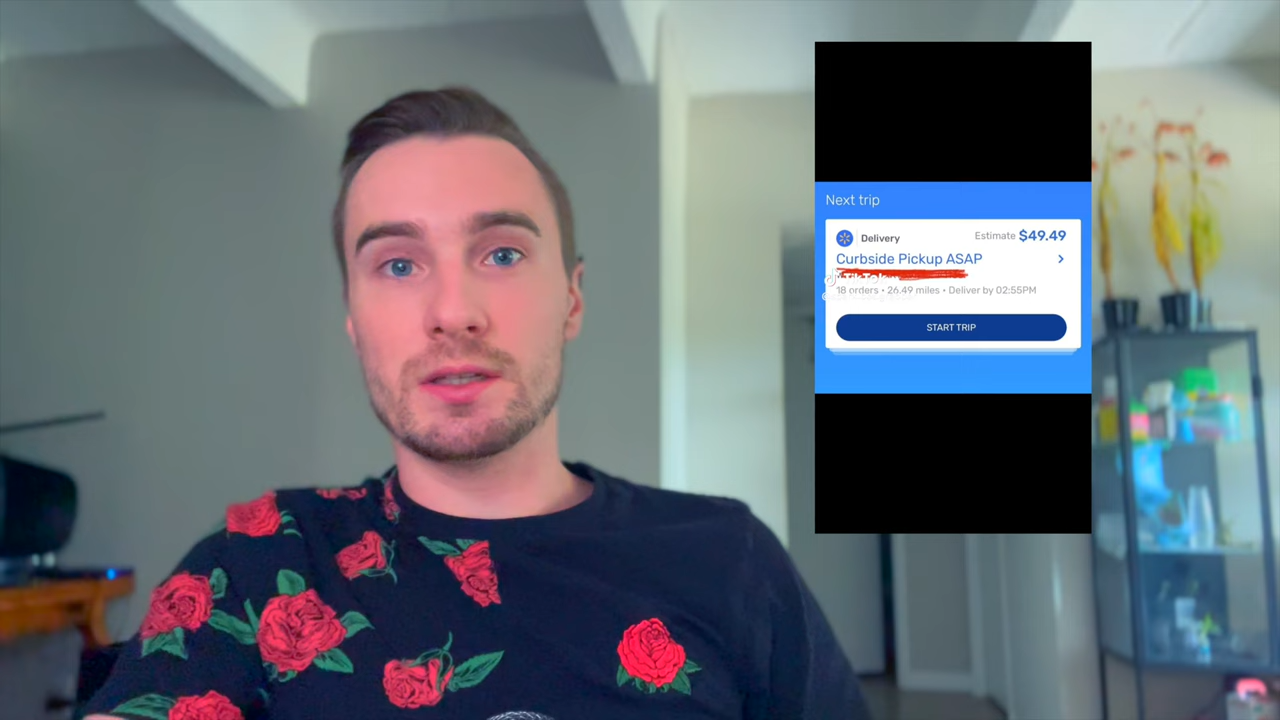 Next trip
Delivery
Estimate $49.49
Curbside Pickup ASAP
TikTok
18 orders • 26.49 miles • Deliver by 02:55PM
START TRIP